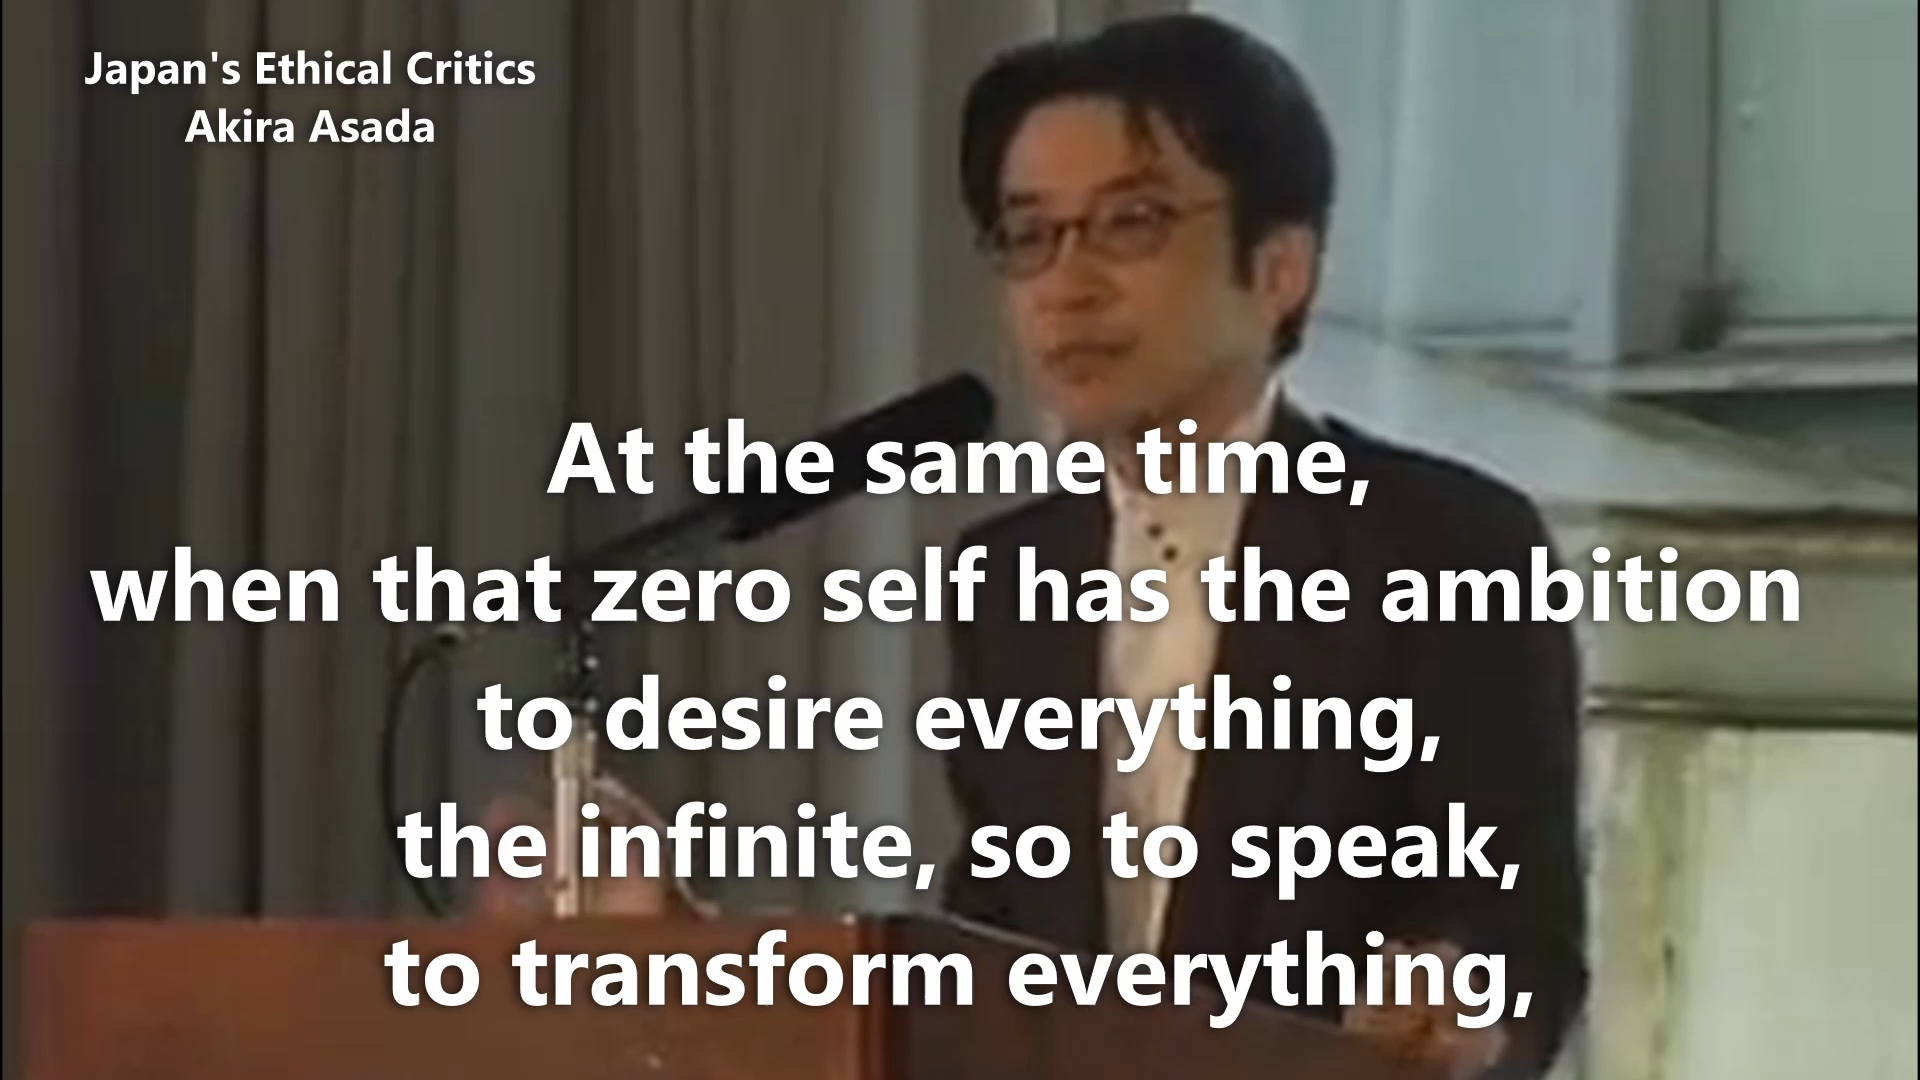 Japan's Ethical Critics
Akira Asada
At the same time,
when that zero self has the ambition
to desire everything,
the infinite, so to speak,
to transform everything,